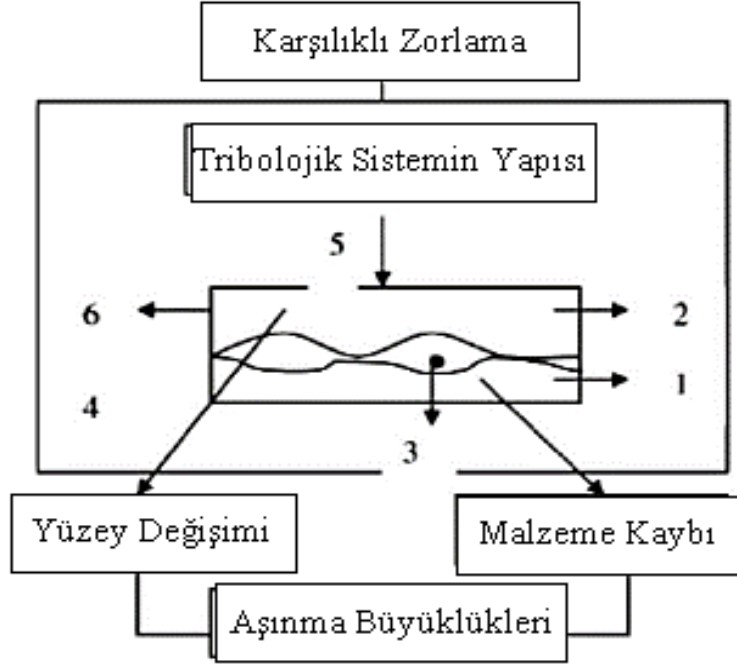 Karşılıklı Zorlama
Tribolojik Sistemin Yapısı
5
6
2
4
1
3
Yüzey Değişimi
Malzeme Kaybı
Aşınma Büyüklükleri